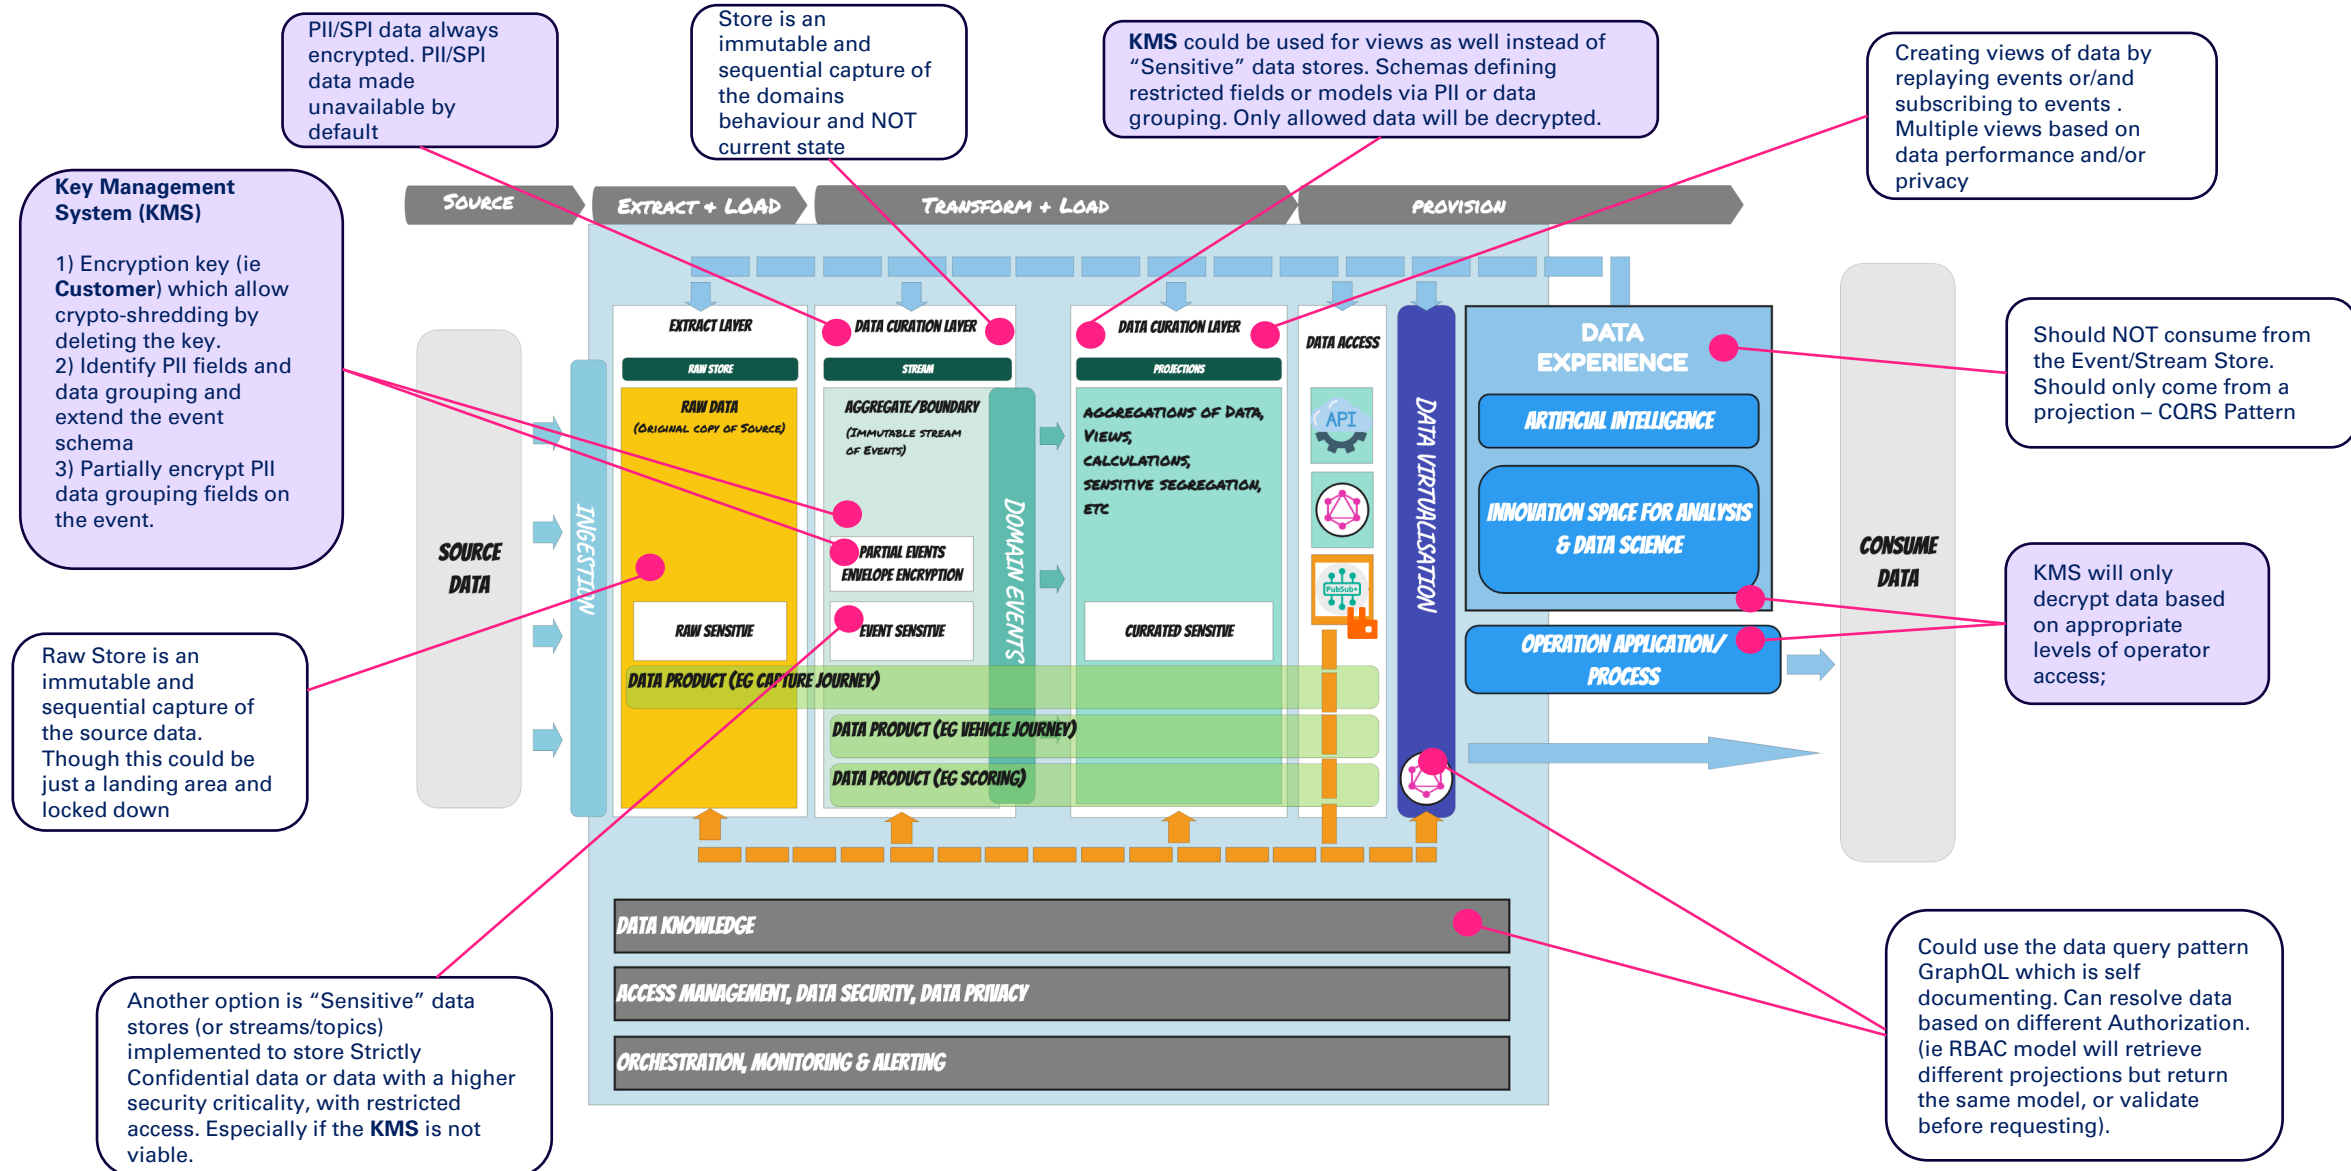 PII/SPI data always
encrypted. PII/SPI
data made
unavailable by
default
Store is an
immutable and
sequential capture of
the domains
behaviour and NOT
current state
KMS could be used for views as well instead of
“Sensitive” data stores. Schemas defining
restricted fields or models via PII or data
grouping. Only allowed data will be decrypted.
Creating views of data by
replaying events or/and
subscribing to events .
Multiple views based on
data performance and/or
privacy
Key Management
System (KMS)
1) Encryption key (ie
Customer) which allow
crypto-shredding by
deleting the key.
2) Identify PII fields and
data grouping and
extend the event
schema
3) Partially encrypt PII
data grouping fields on
the event.
SOURCE
EXTRACT + LOAD
TRANSFORM + LOAD
PROVISION
SOURCE
DATA
INGESTION
EXTRACT LAYER
RAW STORE
RAW DATA
(ORIGINAL COPY OF SOURCE)
RAW SENSITIVE
DATA CURATION LAYER
STREAM
AGGREGATE/BOUNDARY
(IMMUTABLE STREAM
OF EVENTS)
PARTIAL EVENTS
ENVELOPE ENCRYPTION
EVENT SENSITIVE
DOMAIN EVENTS
DATA CURATION LAYER
PROJECTIONS
AGGREGATIONS OF DATA,
VIEWS,
CALCULATIONS,
SENSITIVE SEGREGATION,
ETC
CURRATED SENSITIVE
DATA ACCESS
API
PubSub+
DATA VIRTUALISATION
DATA
EXPERIENCE
ARTIFICIAL INTELLIGENCE
INNOVATION SPACE FOR ANALYSIS
& DATA SCIENCE
OPERATION APPLICATION/
PROCESS
CONSUME
DATA
DATA PRODUCT (EG CAPTURE JOURNEY)
DATA PRODUCT (EG VEHICLE JOURNEY)
DATA PRODUCT (EG SCORING)
DATA KNOWLEDGE
ACCESS MANAGEMENT, DATA SECURITY, DATA PRIVACY
ORCHESTRATION, MONITORING & ALERTING
Should NOT consume from
the Event/Stream Store.
Should only come from a
projection – CQRS Pattern
KMS will only
decrypt data based
on appropriate
levels of operator
access;
Raw Store is an
immutable and
sequential capture of
the source data.
Though this could be
just a landing area and
locked down
Another option is “Sensitive” data
stores (or streams/topics)
implemented to store Strictly
Confidential data or data with a higher
security criticality, with restricted
access. Especially if the KMS is not
viable.
Could use the data query pattern
GraphQL which is self
documenting. Can resolve data
based on different Authorization.
(ie RBAC model will retrieve
different projections but return
the same model, or validate
before requesting).